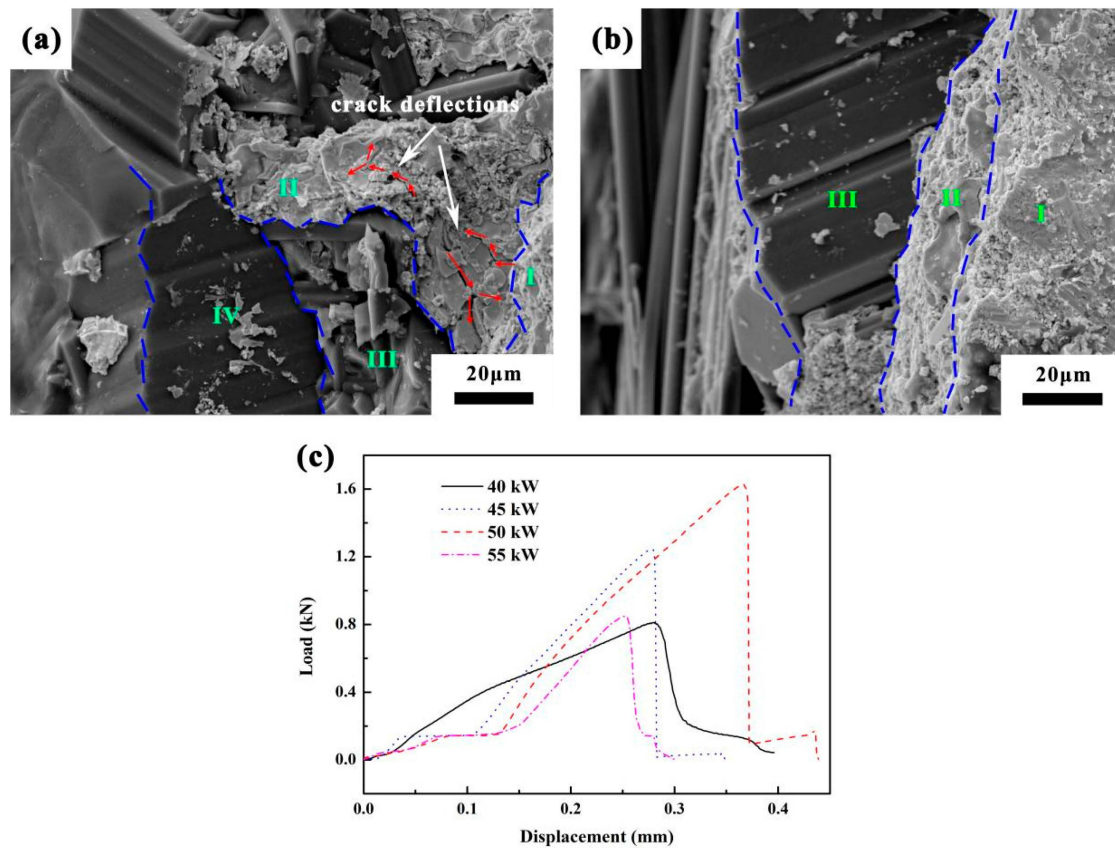 (a)
crack deflections
II
I
IV
III
20μm
(b)
III
II
I
20μm
(c)
40 kW
45 kW
50 kW
55 kW
1.6
1.2
0.8
0.4
0.0
Load (kN)
0.0 0.1 0.2 0.3 0.4
Displacement (mm)